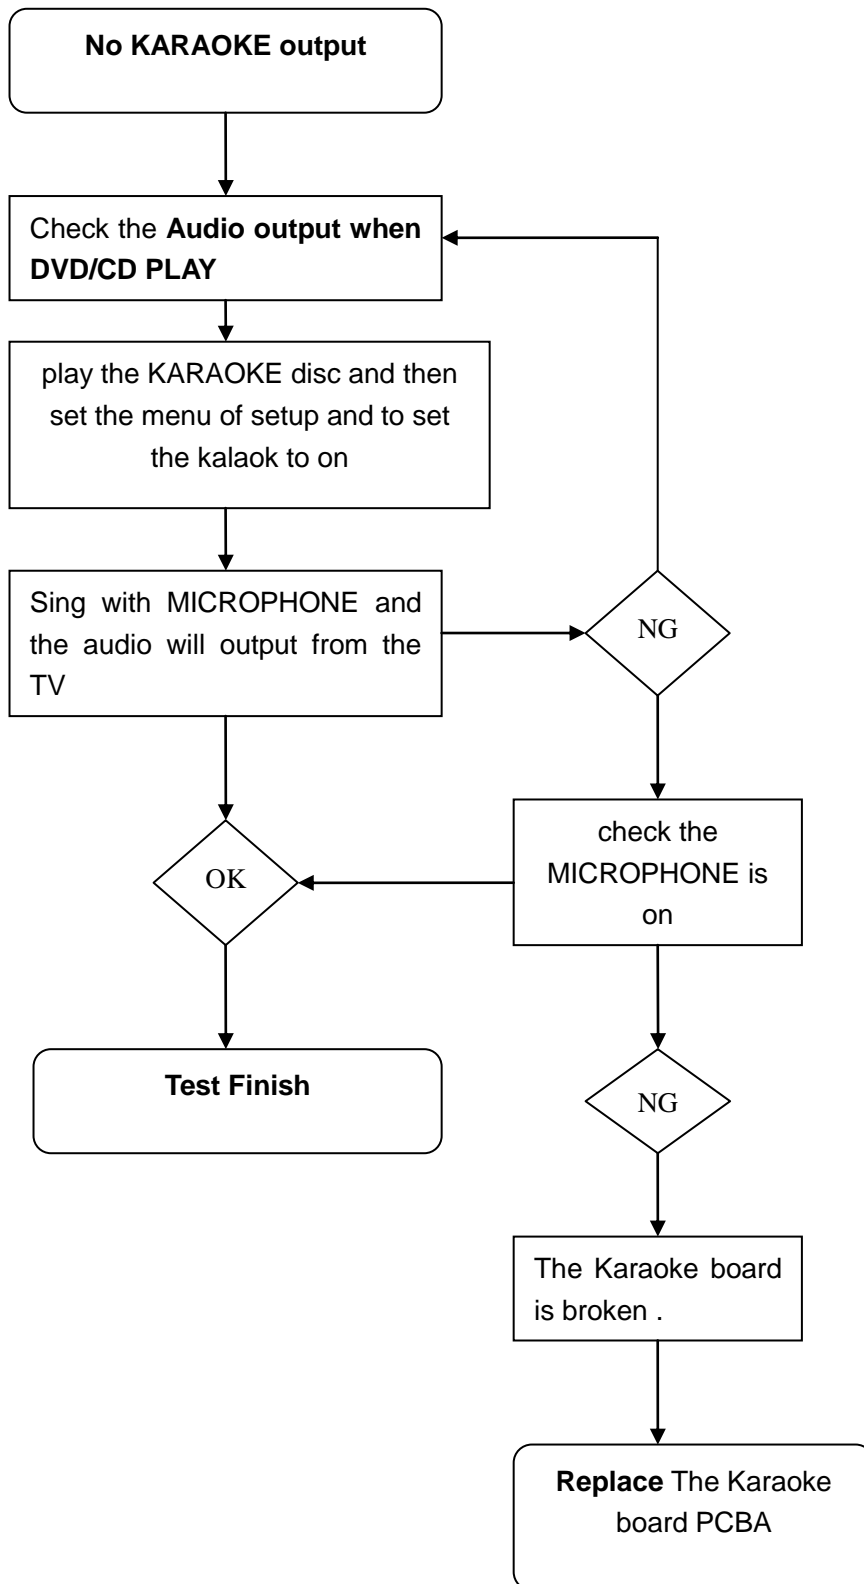 No KARAOKE output
Check the Audio output when
DVD/CD PLAY
play the KARAOKE disc and then
set the menu of setup and to set
the kalaok to on
Sing with MICROPHONE and
the audio will output from the
TV
NG
OK
check the
MICROPHONE is
on
Test Finish
NG
The Karaoke board
is broken .
Replace The Karaoke
board PCBA